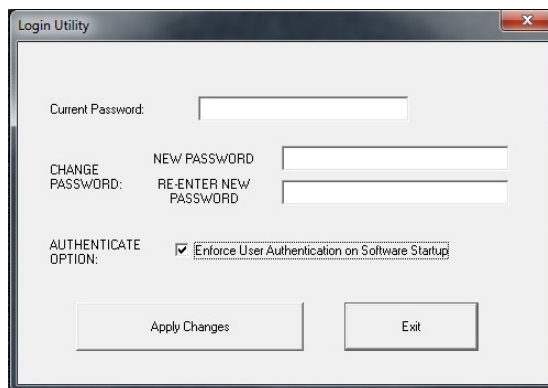 Login Utility
Current Password:
CHANGE
PASSWORD:
NEW PASSWORD
RE-ENTER NEW
PASSWORD
AUTHENTICATE
OPTION:
Enforce User Authentication on Software Startup
Apply Changes
Exit